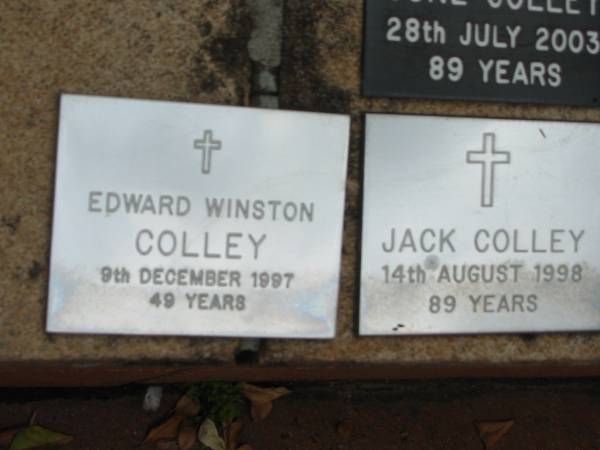 COLLEY
28th JULY 2003
89 YEARS
EDWARD WINSTON
COLLEY
9th DECEMBER 1997
49 YEARS
JACK COLLEY
14th AUGUST 1998
89 YEARS